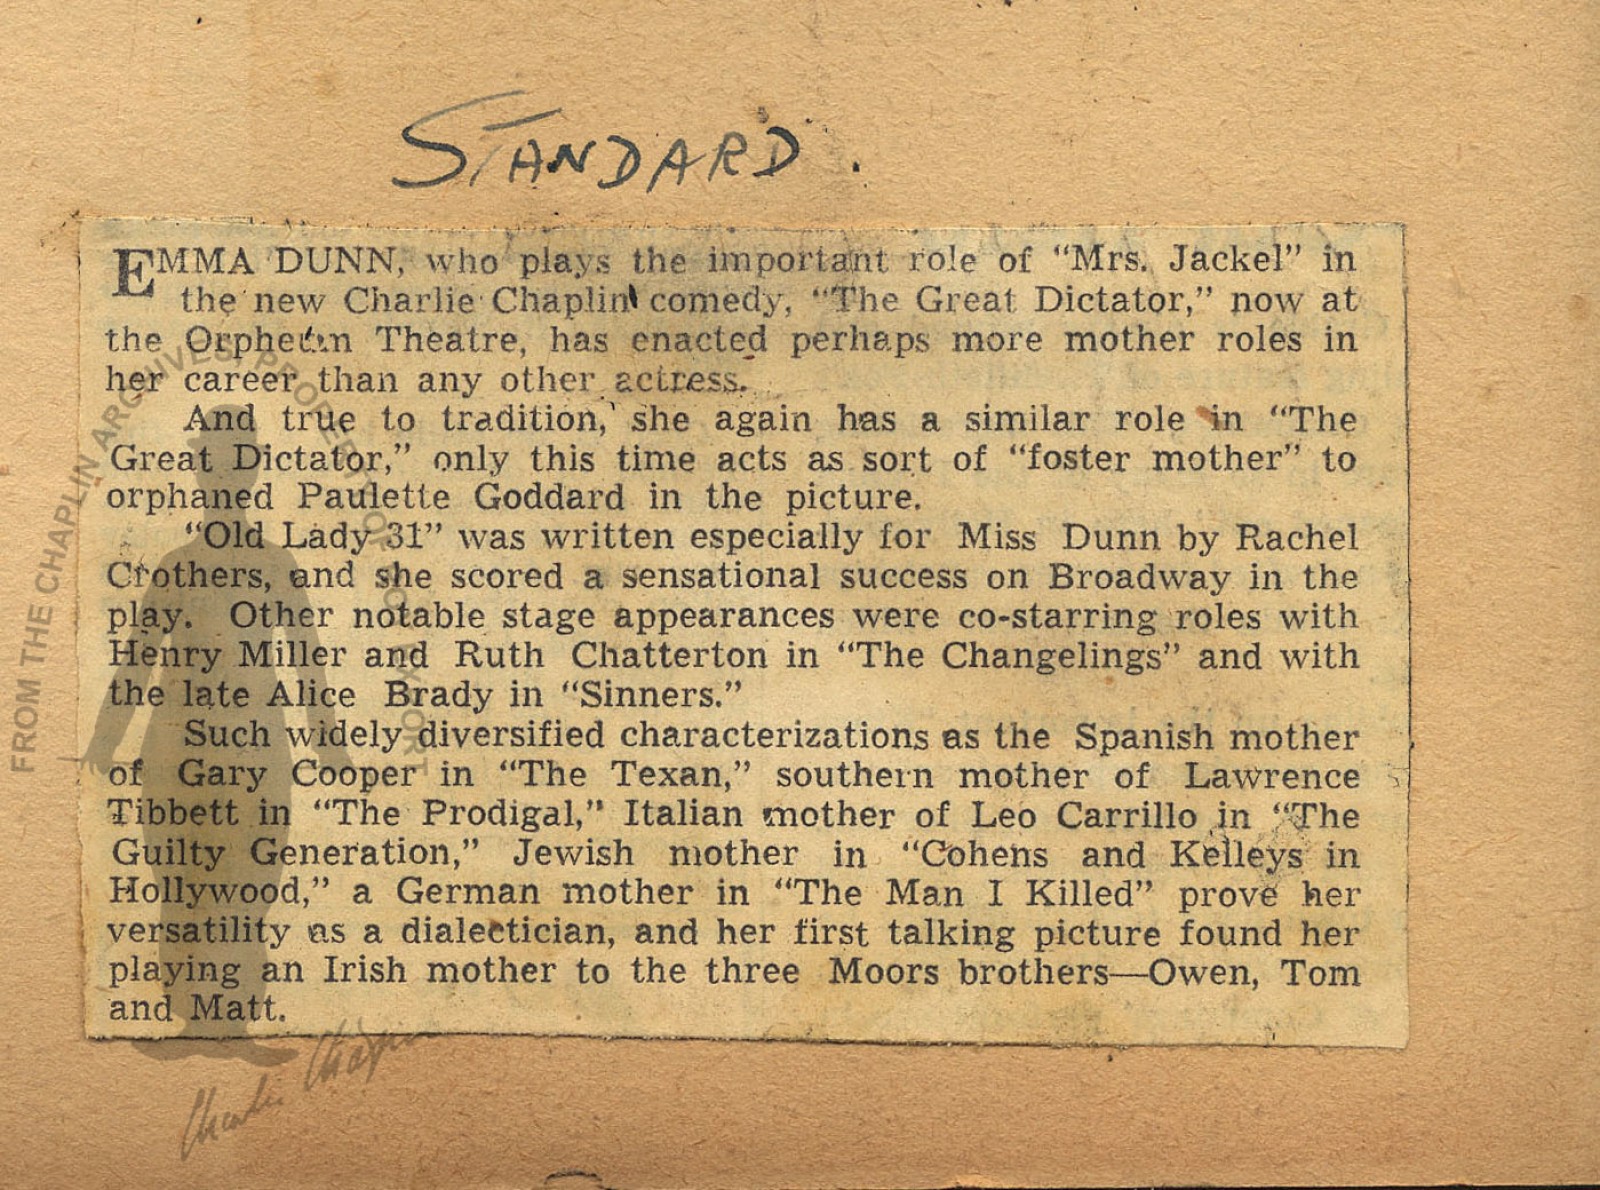 STANDARD.
EMMA DUNN, who plays the important role of “Mrs. Jackel” in
the new Charlie Chaplin comedy, “The Great Dictator,” now at
the Orpheum Theatre, has enacted perhaps more mother roles in
her career than any other actress.
And true to tradition, she again has a similar role in “The
Great Dictator,” only this time acts as sort of “foster mother” to
orphaned Paulette Goddard in the picture.
“Old Lady 31” was written especially for Miss Dunn by Rachel
Crothers, and she scored a sensational success on Broadway in the
play. Other notable stage appearances were co-starring roles with
Henry Miller and Ruth Chatterton in “The Changelings” and with
the late Alice Brady in “Sinners.”
Such widely diversified characterizations as the Spanish mother
of Gary Cooper in “The Texan,” southern mother of Lawrence
Tibbett in “The Prodigal,” Italian mother of Leo Carrillo in “The
Guilty Generation,” Jewish mother in “Cohens and Kelleys in
Hollywood,” a German mother in “The Man I Killed” prove her
versatility as a dialectician, and her first talking picture found her
playing an Irish mother to the three Moors brothers—Owen, Tom
and Matt.
FROM THE CHAPLIN ARCHIVES. PROPERTY OF ROY EXPORT
Charlie Chaplin